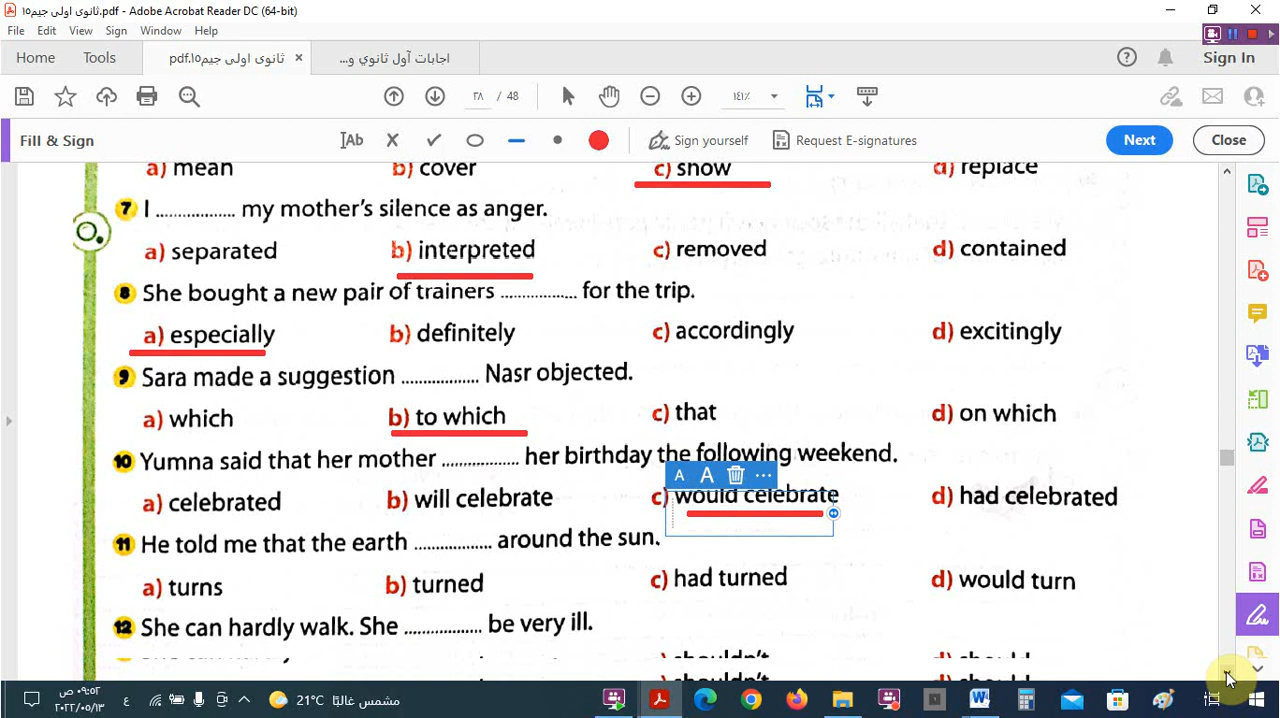 ثانوى اولى جيم١٥.pdf - Adobe Acrobat Reader DC (64-bit)
File Edit View Sign Window Help
Home Tools ثانوى اولى جيم١٥.pdf × اجابات أول ثانوي و... Sign In
٢٨ / 48 ١٤١٪
Fill & Sign Ab Sign yourself Request E-signatures Next Close
a) mean b) cover c) show d) replace
7 I ................ my mother's silence as anger.
a) separated b) interpreted c) removed d) contained
8 She bought a new pair of trainers ................ for the trip.
a) especially b) definitely c) accordingly d) excitingly
9 Sara made a suggestion ................ Nasr objected.
a) which b) to which c) that d) on which
10 Yumna said that her mother ................ her birthday the following weekend.
A A ...
a) celebrated b) will celebrate c) would celebrate d) had celebrated
11 He told me that the earth ................ around the sun.
a) turns b) turned c) had turned d) would turn
12 She can hardly walk. She ................ be very ill.
c) shouldn't d) should
٠٩:٥٢ ص ع 21°C مشمس غالبًا
٢٠٢٢/٠٥/١٣